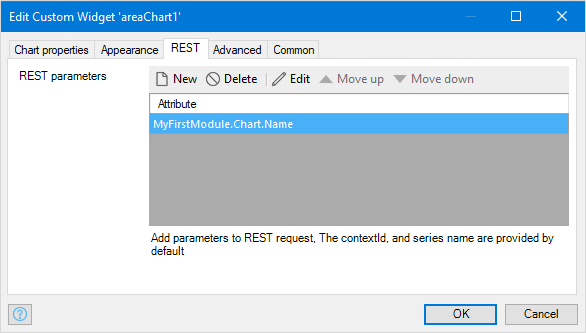 Edit Custom Widget 'areaChart1'
Chart properties Appearance REST Advanced Common
REST parameters New Delete Edit Move up Move down
Attribute
MyFirstModule.Chart.Name
Add parameters to REST request, The contextId, and series name are provided by
default
? OK Cancel